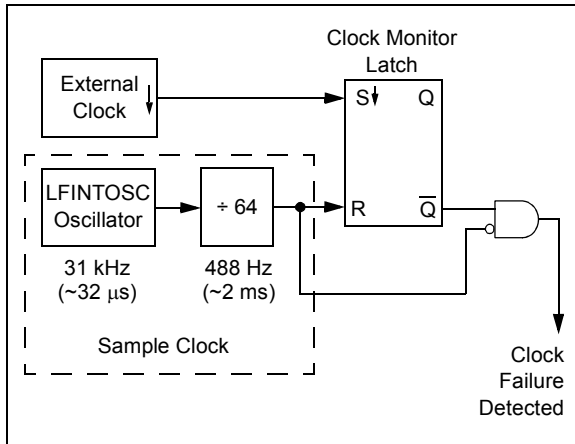 Clock Monitor
Latch
External
Clock
S
Q
LFINTOSC
Oscillator
÷ 64
R
Q
31 kHz
(~32 μs)
488 Hz
(~2 ms)
Sample Clock
Clock
Failure
Detected